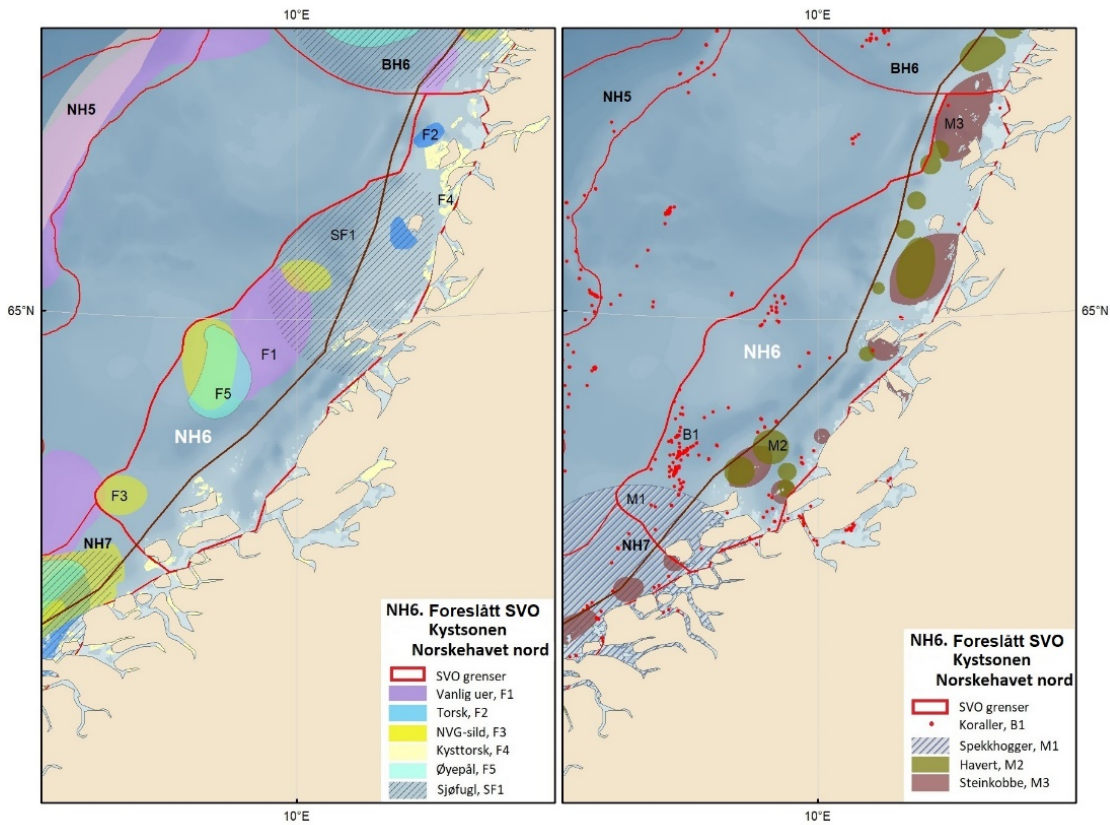 10°E
10°E
BH6
NH5
F2
F4
SF1
65°N
F1
F5
NH6
F3
NH7
NH6. Foreslått SVO
Kystsonen
Norskehavet nord
SVO grenser
Vanlig uer, F1
Torsk, F2
NVG-sild, F3
Kysttorsk, F4
Øyepål, F5
Sjøfugl, SF1
10°E
BH6
NH5
M3
65°N
NH6
B1
M2
M1
NH7
NH6. Foreslått SVO
Kystsonen
Norskehavet nord
SVO grenser
Koraller, B1
Spekkhogger, M1
Havert, M2
Steinkobbe, M3
10°E